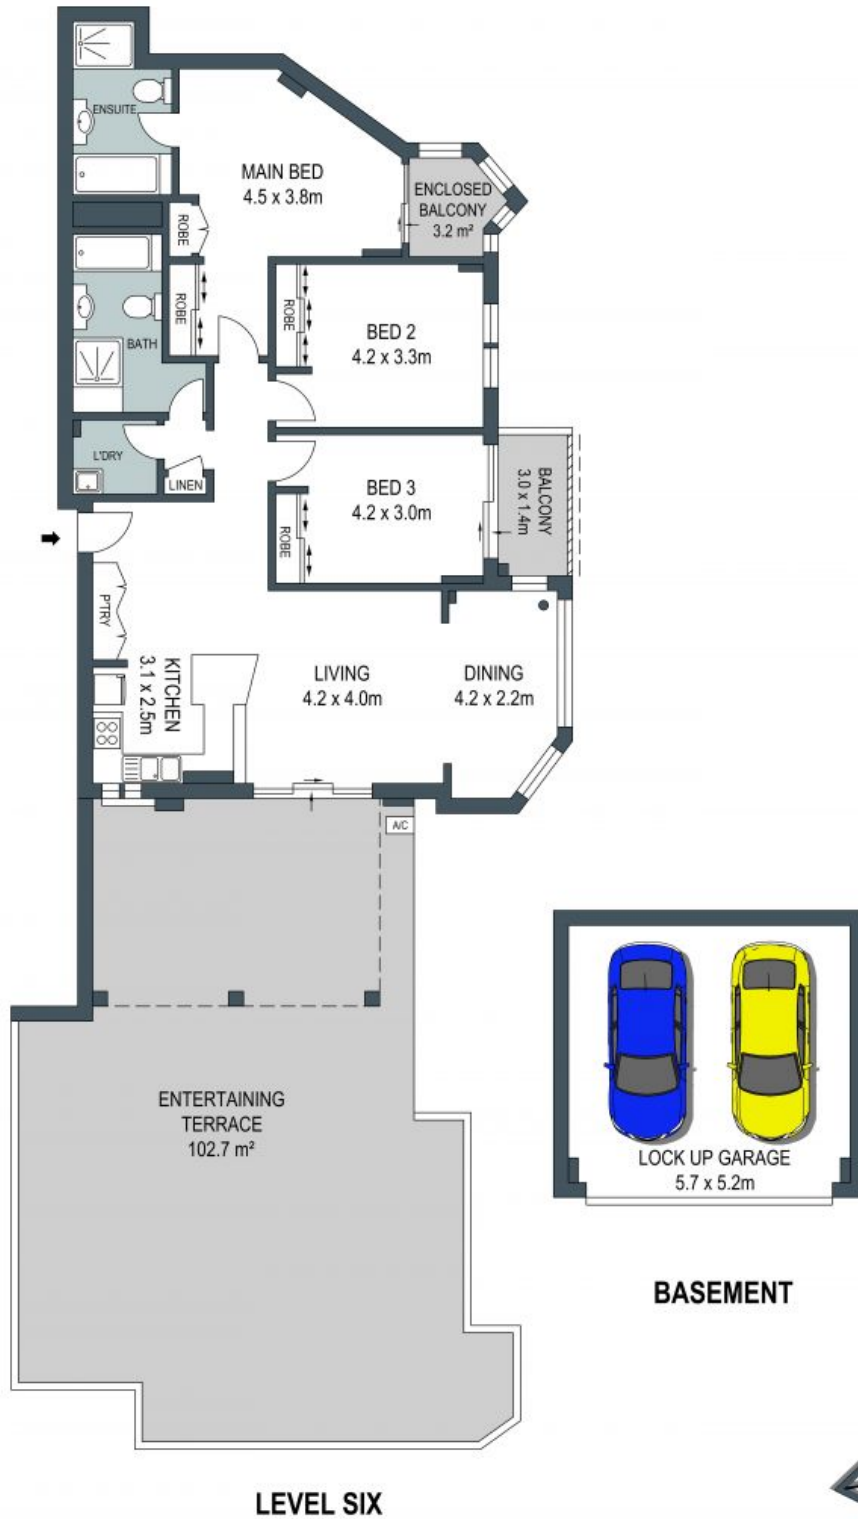 ENSUITE
MAIN BED
4.5 x 3.8m
ENCLOSED
BALCONY
3.2 m²
ROBE
ROBE
ROBE
BED 2
4.2 x 3.3m
BATH
L'DRY
LINEN
BED 3
4.2 x 3.0m
ROBE
BALCONY
3.0 x 1.4m
P'TRY
KITCHEN
3.1 x 2.5m
LIVING
4.2 x 4.0m
DINING
4.2 x 2.2m
A/C
ENTERTAINING
TERRACE
102.7 m²
LOCK UP GARAGE
5.7 x 5.2m
BASEMENT
LEVEL SIX